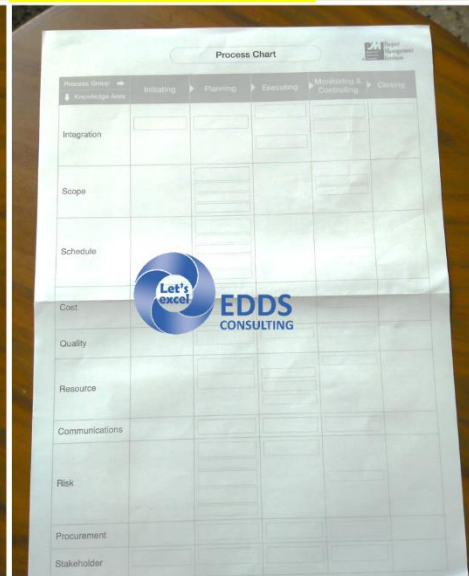 Process Chart
Project
Management
Institute
Process Group
Knowledge Area
Initiating
Planning
Executing
Monitoring &
Controlling
Closing
Integration
Scope
Schedule
Let's
excel
EDDS
CONSULTING
Cost
Quality
Resource
Communications
Risk
Procurement
Stakeholder